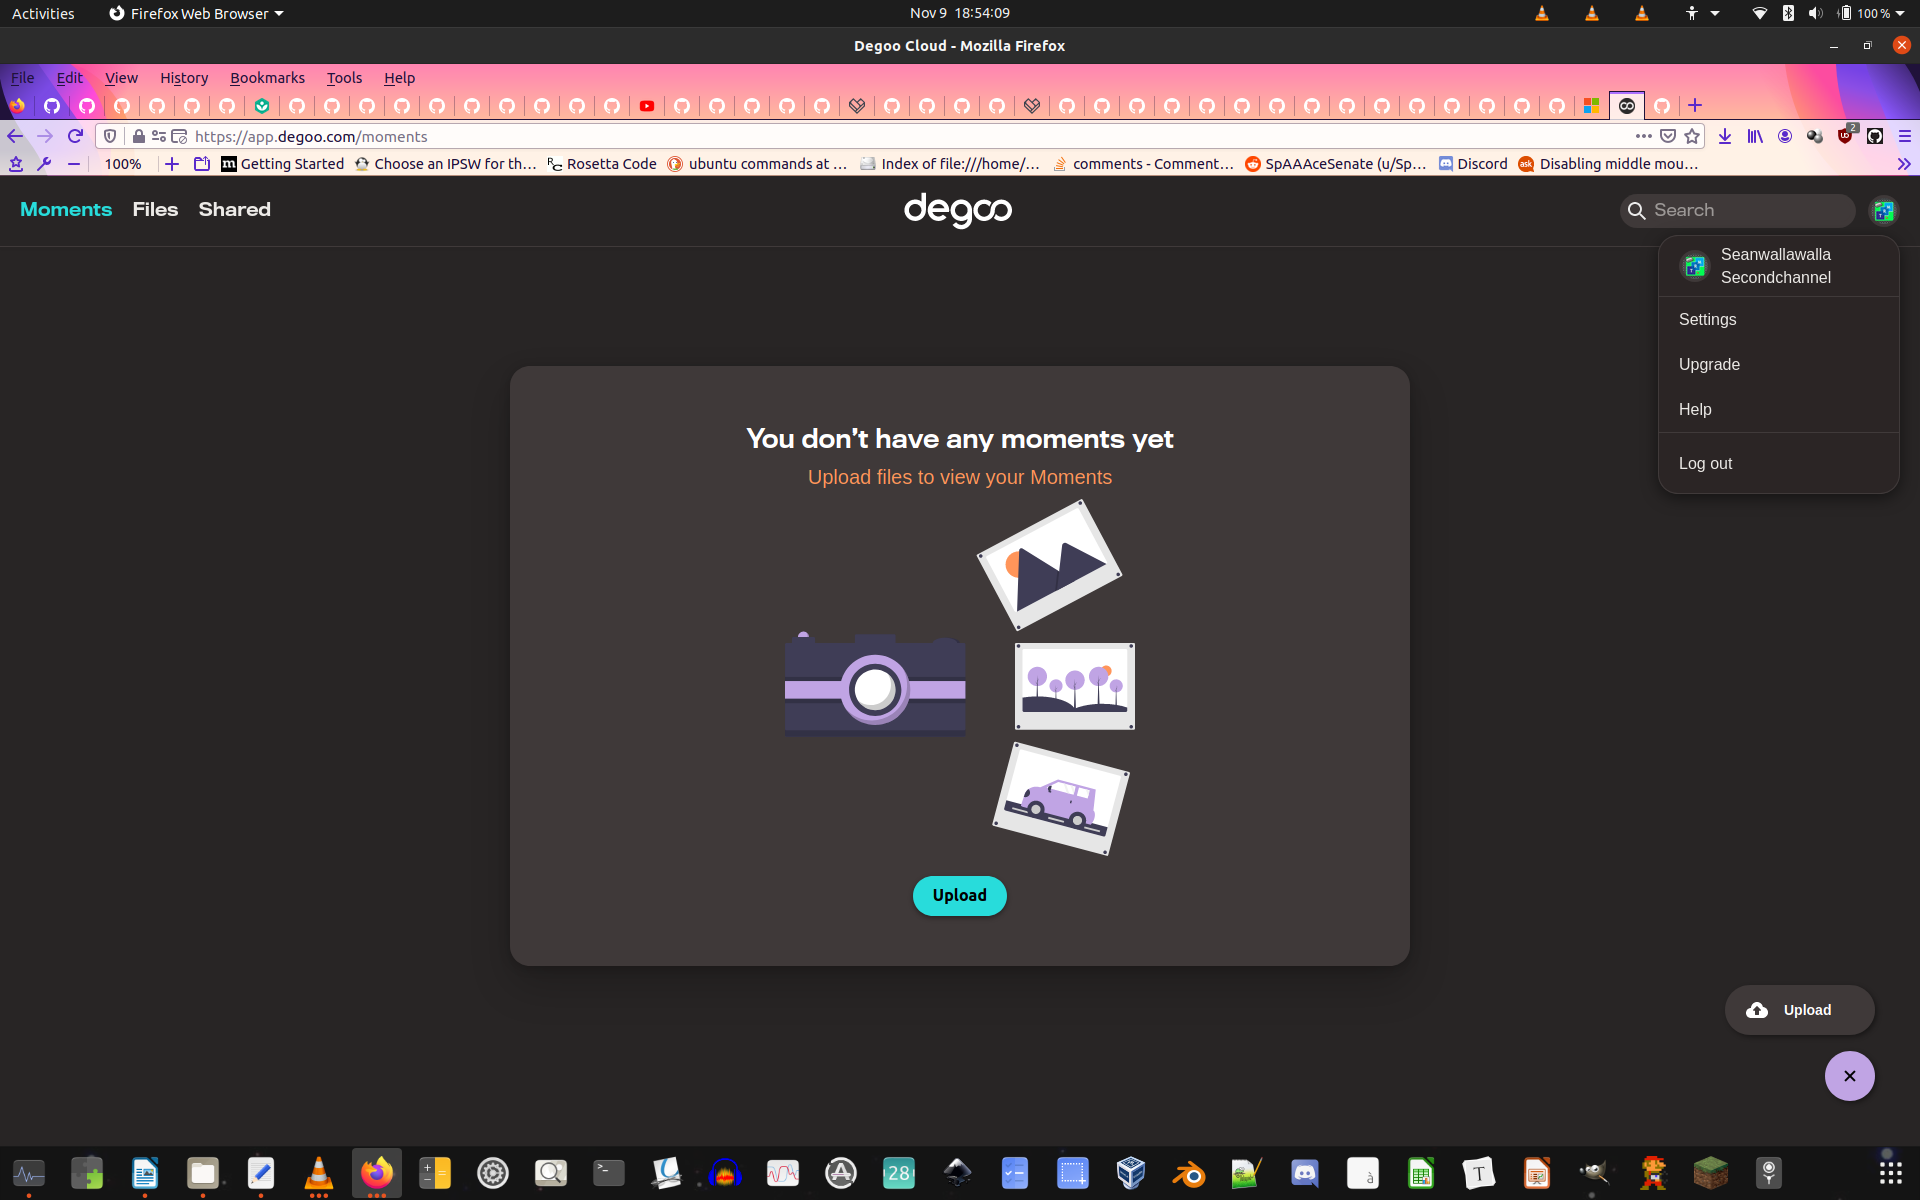 Activities Firefox Web Browser Nov 9 18:54:09 100 %
Degoo Cloud - Mozilla Firefox
File Edit View History Bookmarks Tools Help
https://app.degoo.com/moments 2
100% Getting Started Choose an IPSW for th… Rosetta Code ubuntu commands at … Index of file:///home/… comments - Comment… SpAAAceSenate (u/Sp… Discord Disabling middle mou…
Moments Files Shared degoo Search
Seanwallawalla
Secondchannel
Settings
Upgrade
Help
Log out
You don't have any moments yet
Upload files to view your Moments
Upload
Upload
28